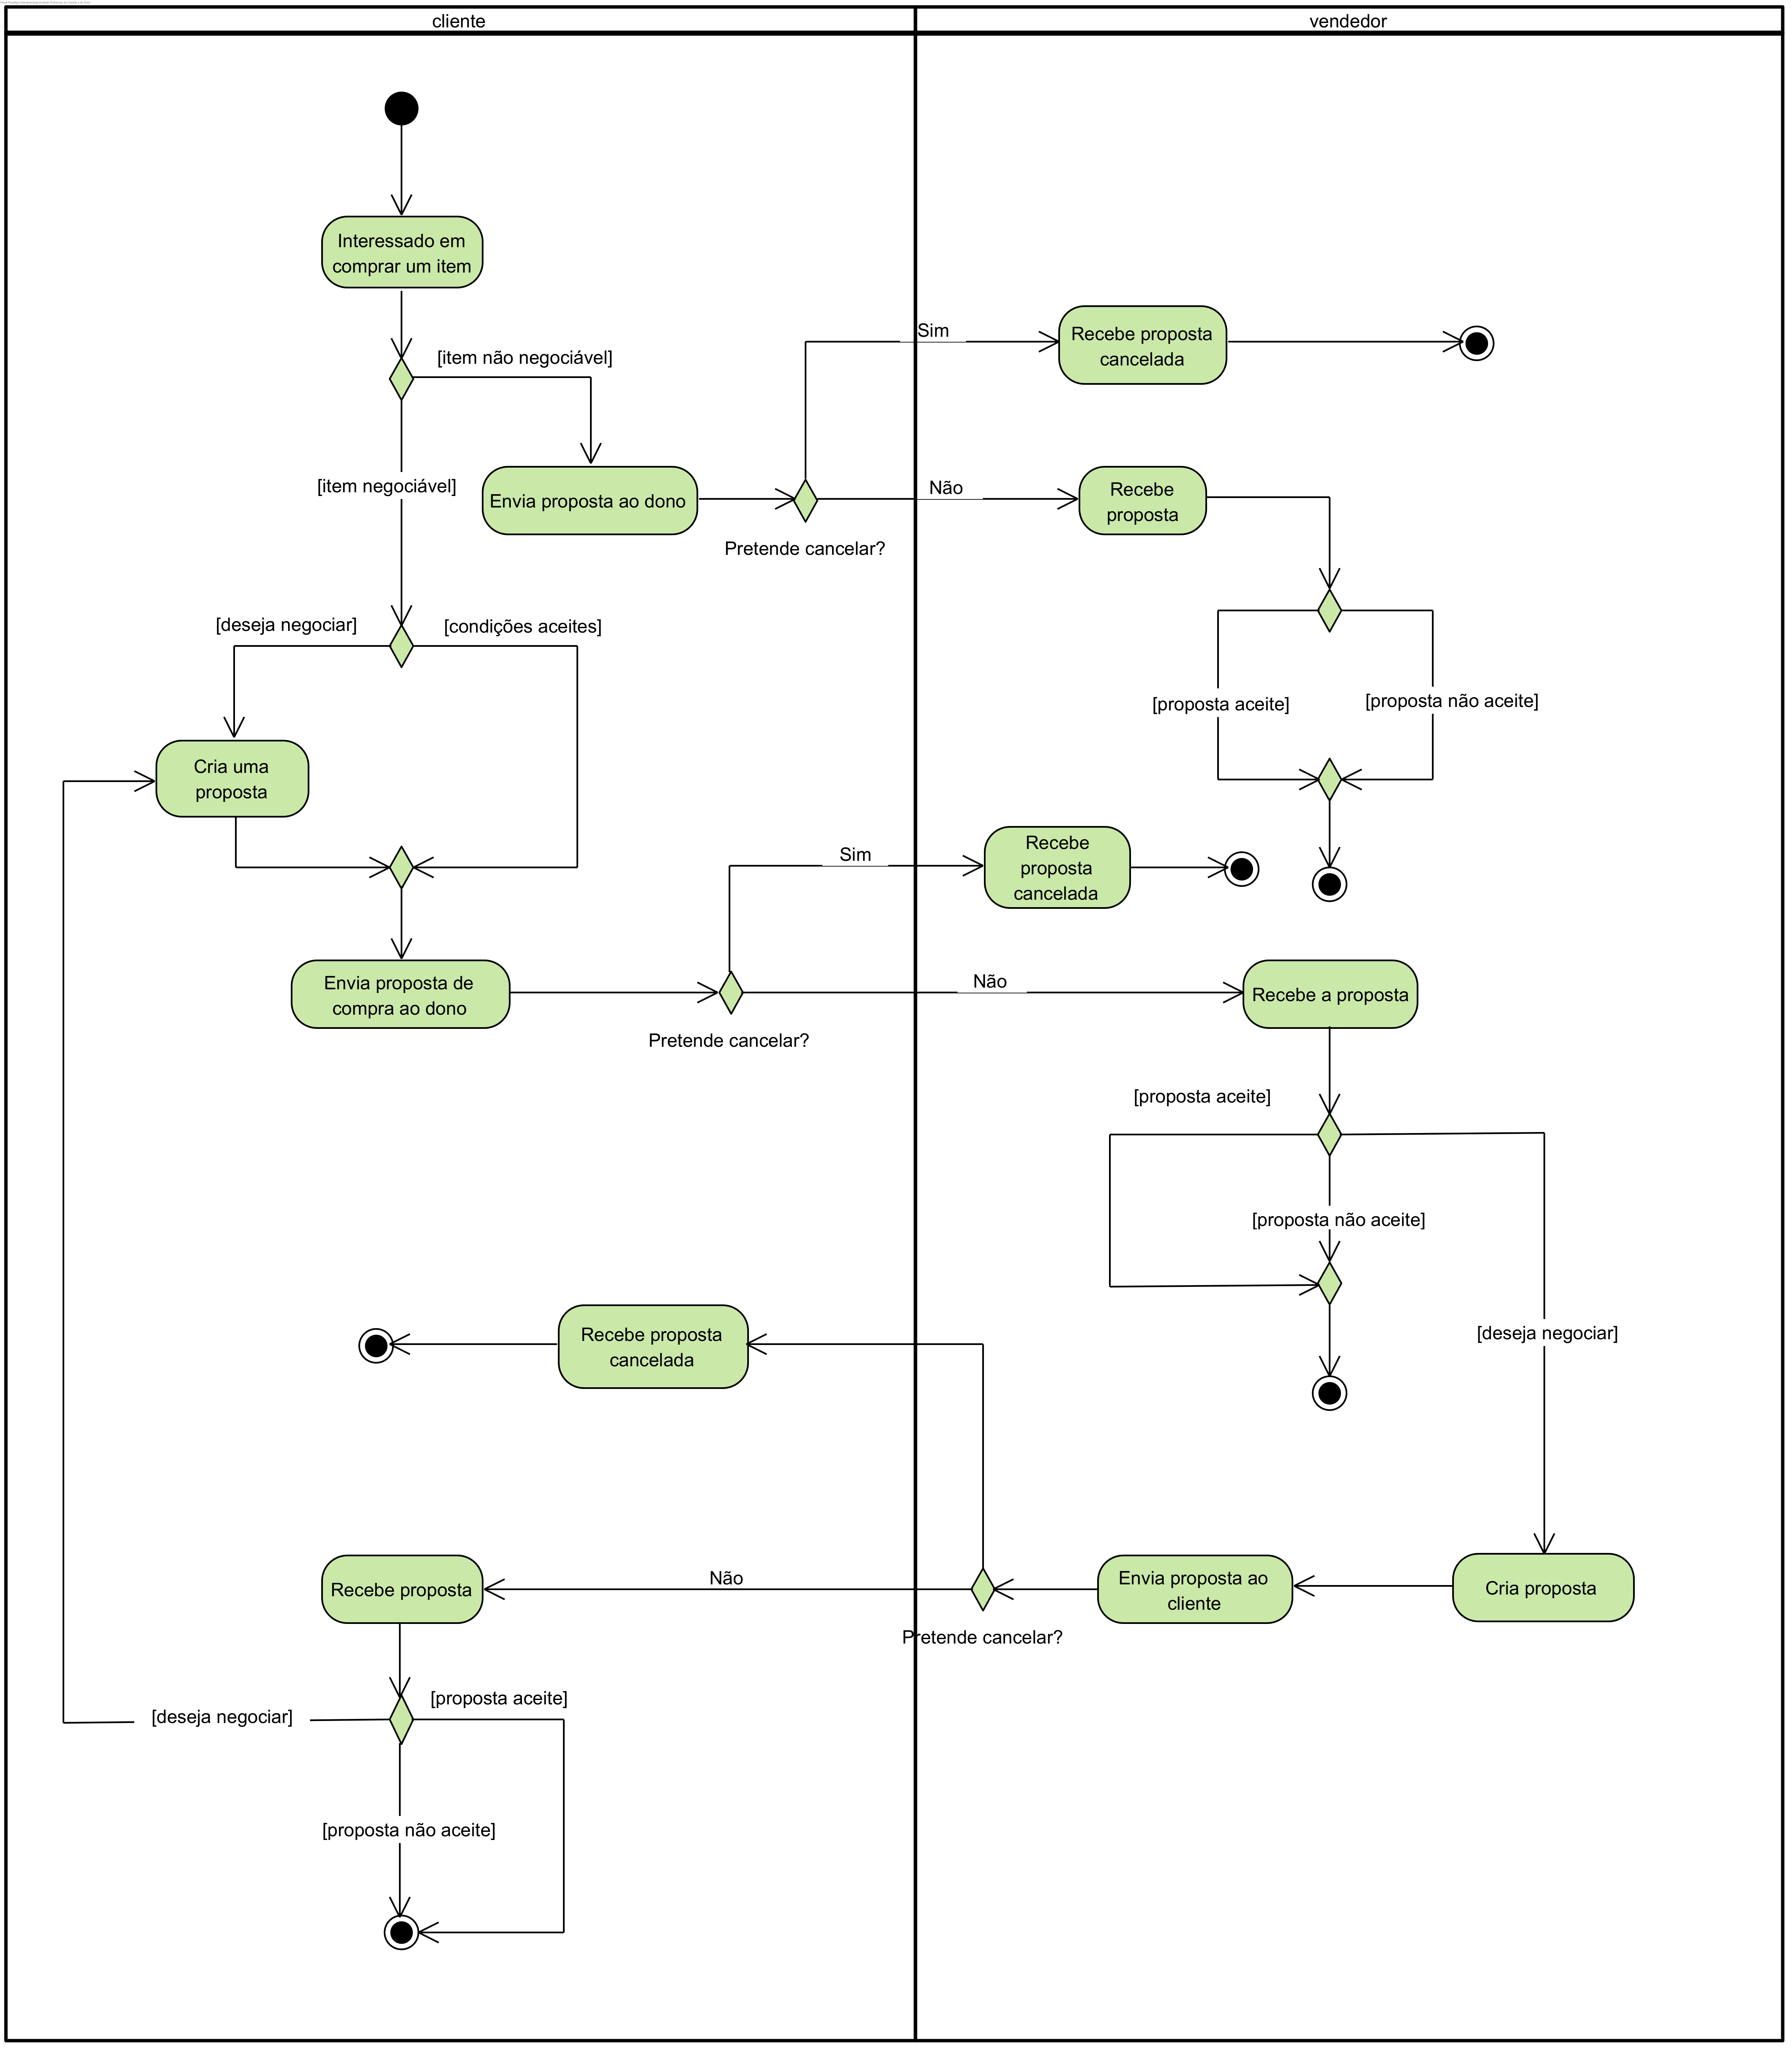 cliente
vendedor
Interessado em
comprar um item
[item não negociável]
Sim
Recebe proposta
cancelada
[item negociável]
Envia proposta ao dono
Não
Recebe
proposta
Pretende cancelar?
[deseja negociar]
[condições aceites]
[proposta aceite]
[proposta não aceite]
Cria uma
proposta
Sim
Recebe
proposta
cancelada
Envia proposta de
compra ao dono
Não
Recebe a proposta
Pretende cancelar?
[proposta aceite]
[proposta não aceite]
[deseja negociar]
Recebe proposta
cancelada
Recebe proposta
Não
Envia proposta ao
cliente
Cria proposta
Pretende cancelar?
[proposta aceite]
[deseja negociar]
[proposta não aceite]